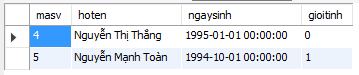 masv hoten ngaysinh gioitinh
4 Nguyễn Thị Thắng 1995-01-01 00:00:00 0
5 Nguyễn Mạnh Toàn 1994-10-01 00:00:00 1